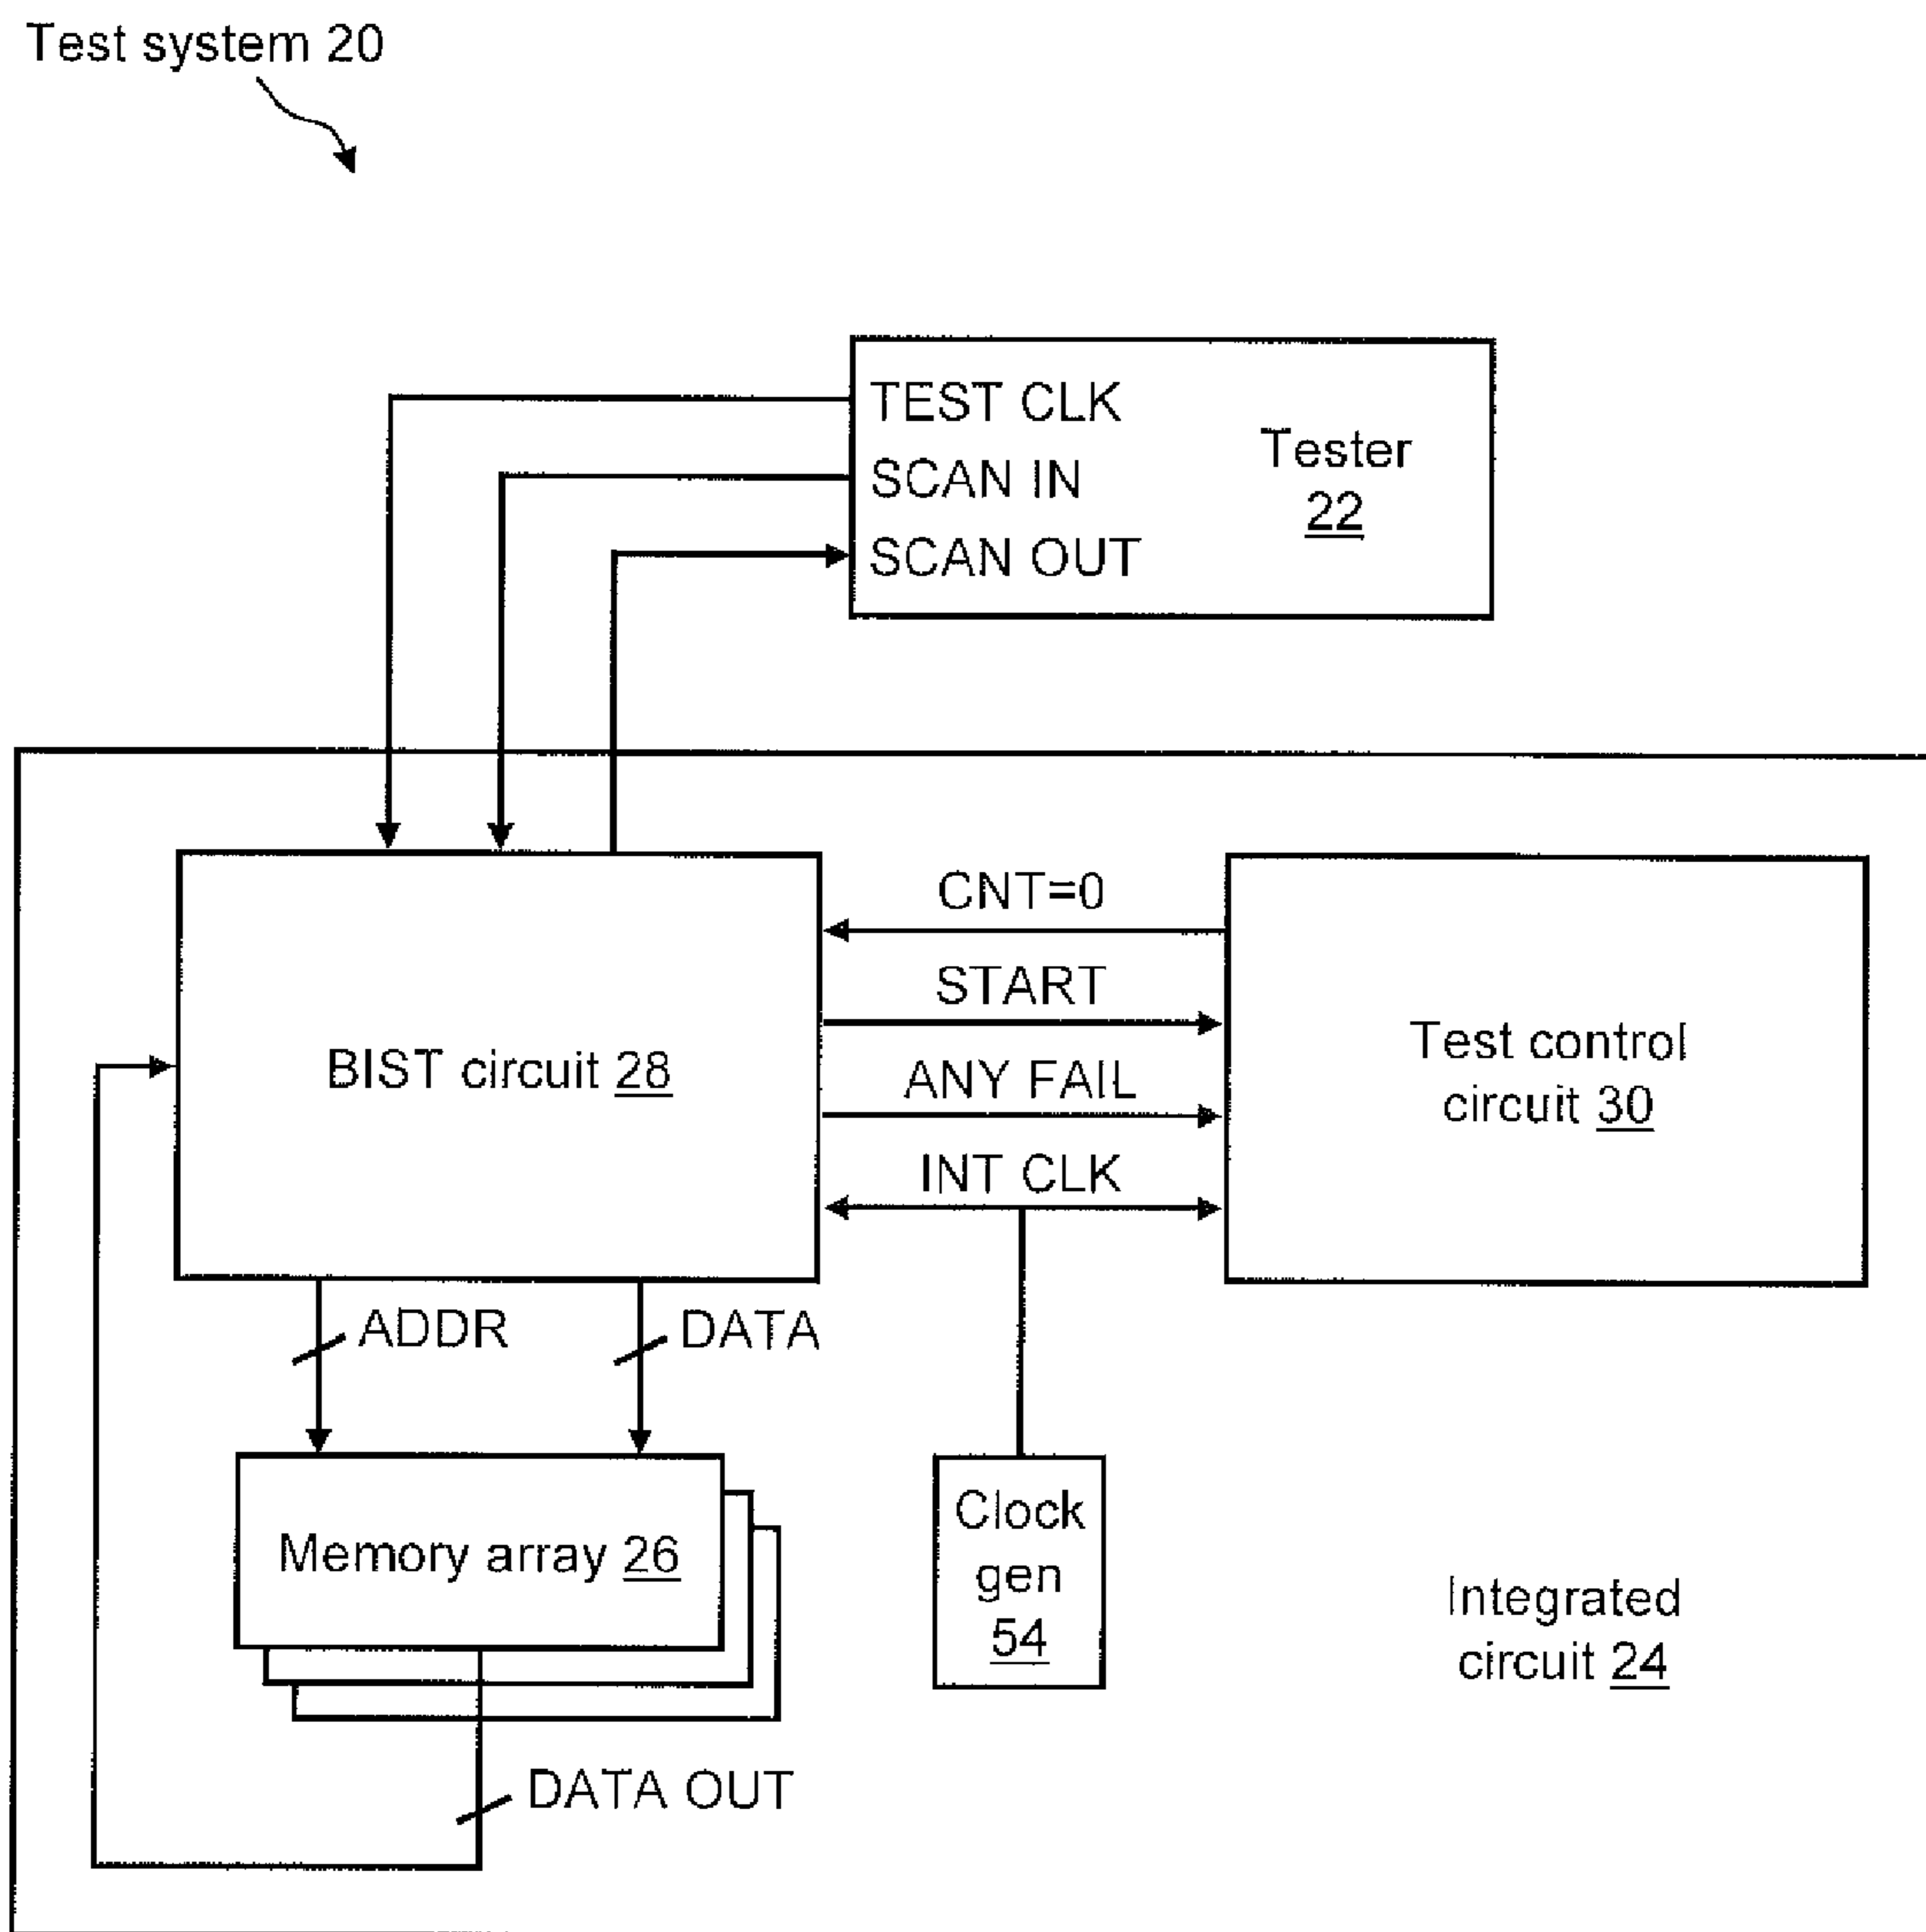 Test system 20
TEST CLK
SCAN IN
SCAN OUT
Tester
22
CNT=0
START
ANY FAIL
INT CLK
BIST circuit 28
Test control
circuit 30
ADDR
DATA
Memory array 26
Clock
gen
54
Integrated
circuit 24
DATA OUT